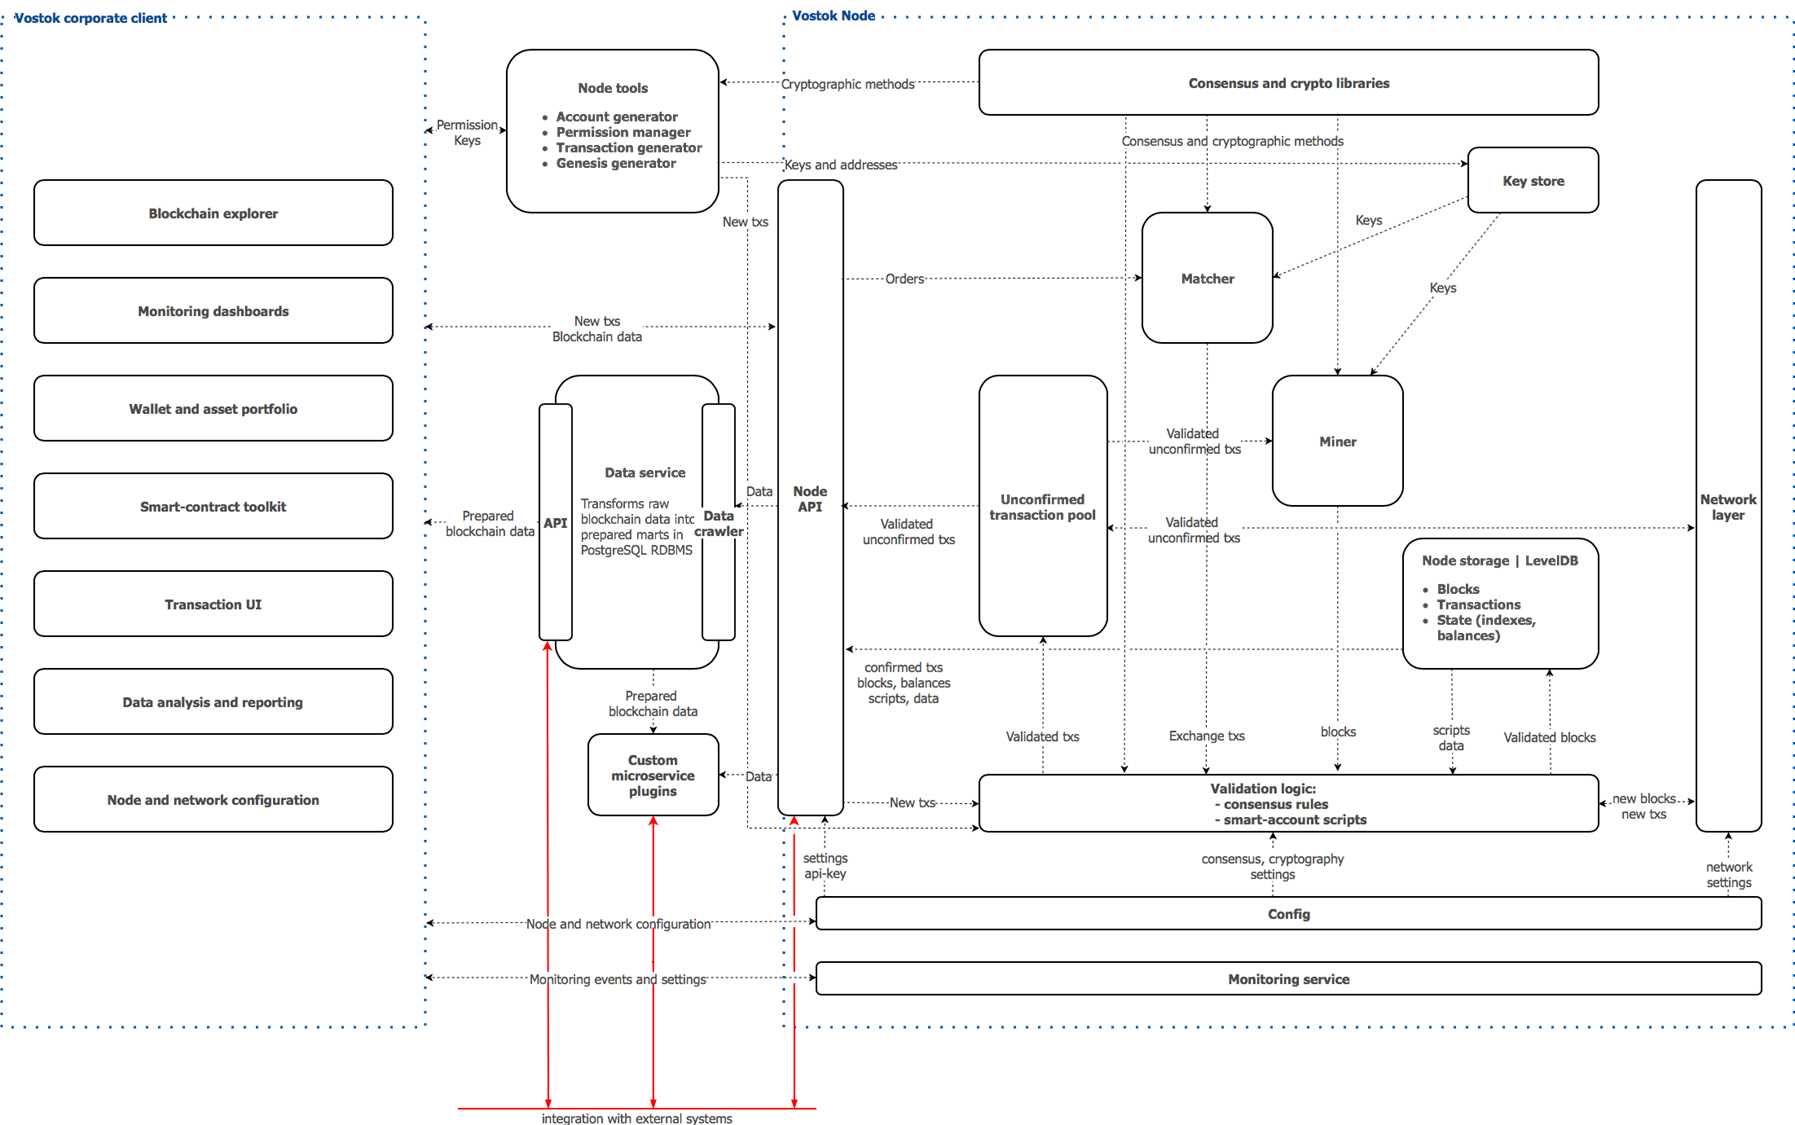 Vostok corporate client
Blockchain explorer
Monitoring dashboards
Wallet and asset portfolio
Smart-contract toolkit
Transaction UI
Data analysis and reporting
Node and network configuration
Permission
Keys
Node tools
• Account generator
• Permission manager
• Transaction generator
• Genesis generator
New txs
New txs
Blockchain data
Prepared
blockchain data
API
Data service
Transforms raw
blockchain data into
prepared marts in
PostgreSQL RDBMS
Data
crawler
Data
Prepared
blockchain data
Custom
microservice
plugins
Data
Node and network configuration
Monitoring events and settings
integration with external systems
Vostok Node
Cryptographic methods
Consensus and crypto libraries
Consensus and cryptographic methods
Keys and addresses
Key store
Keys
Keys
Orders
Matcher
Node
API
Validated
unconfirmed txs
Miner
Unconfirmed
transaction pool
Validated
unconfirmed txs
Validated
unconfirmed txs
Network
layer
Node storage | LevelDB
• Blocks
• Transactions
• State (indexes,
balances)
confirmed txs
blocks, balances
scripts, data
Validated txs
Exchange txs
blocks
scripts
data
Validated blocks
New txs
Validation logic:
- consensus rules
- smart-account scripts
new blocks
new txs
settings
api-key
consensus, cryptography
settings
network
settings
Config
Monitoring service